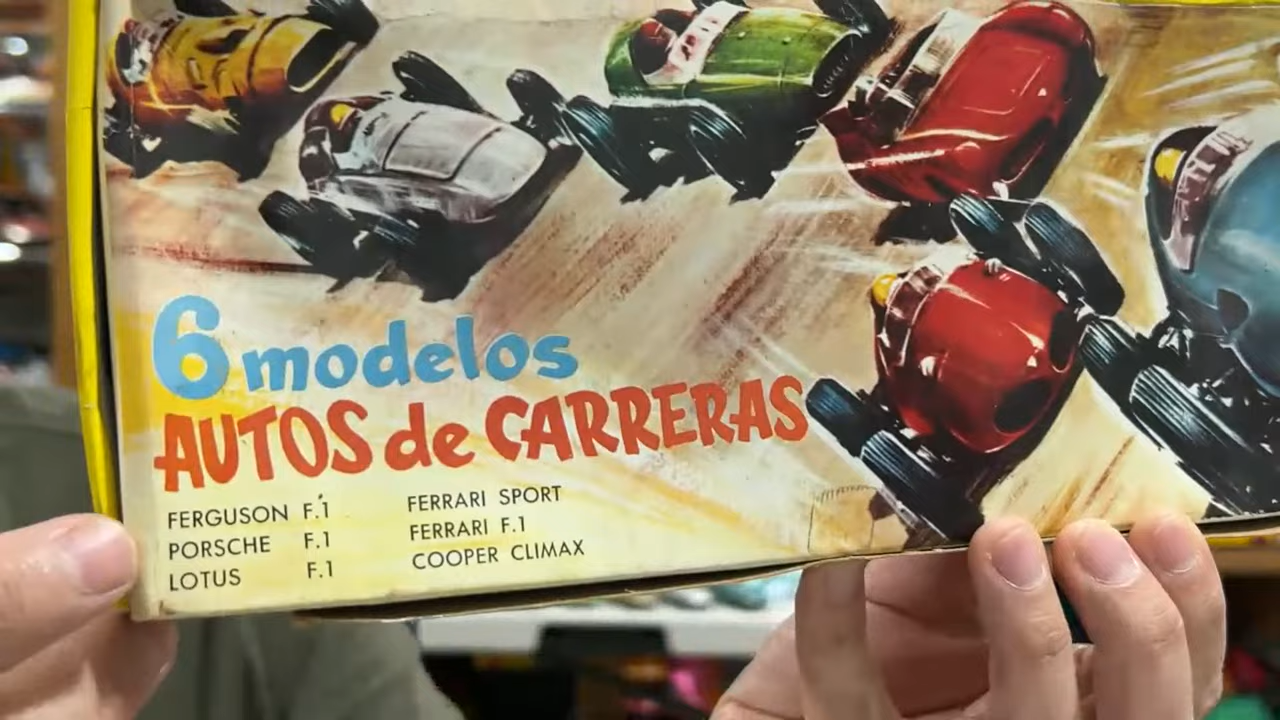 6 modelos
AUTOS de CARRERAS
FERGUSON F.1
PORSCHE F.1
LOTUS F.1
FERRARI SPORT
FERRARI F.1
COOPER CLIMAX